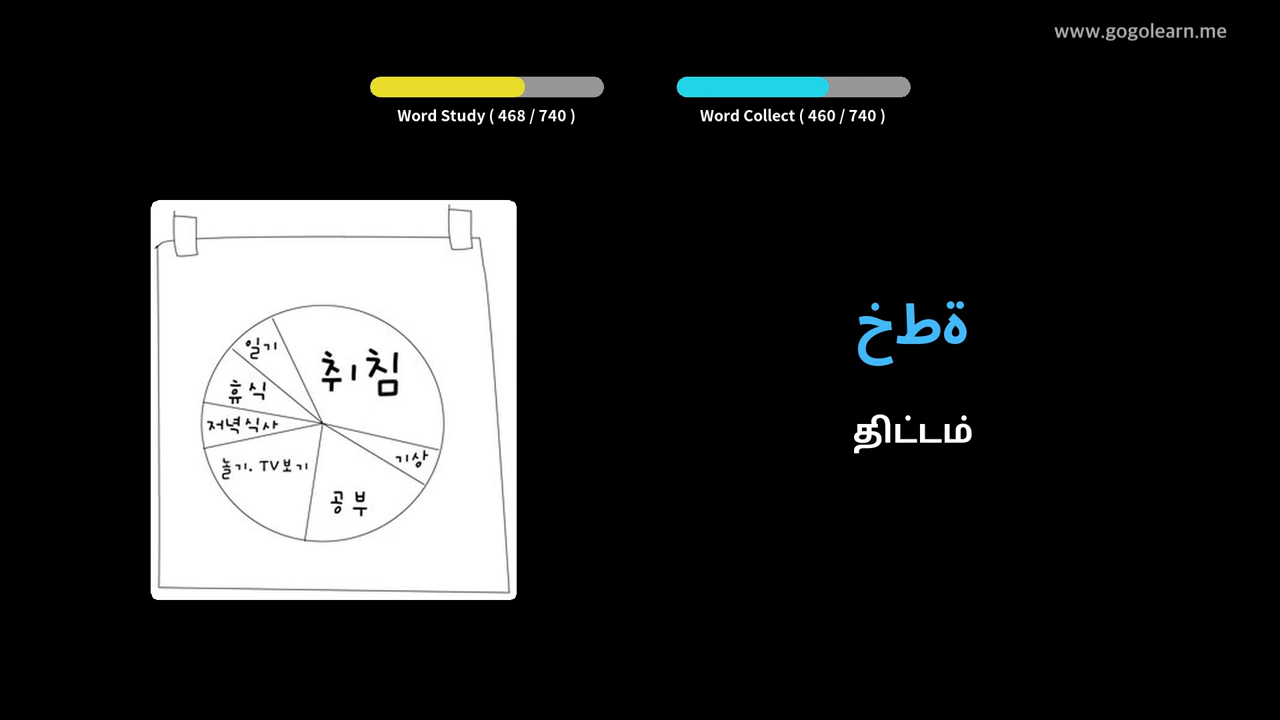 www.gogolearn.me
Word Study ( 468 / 740 )
Word Collect ( 460 / 740 )
일기
취침
휴식
저녁식사
놀기. TV보기
기상
공부
خطة
திட்டம்